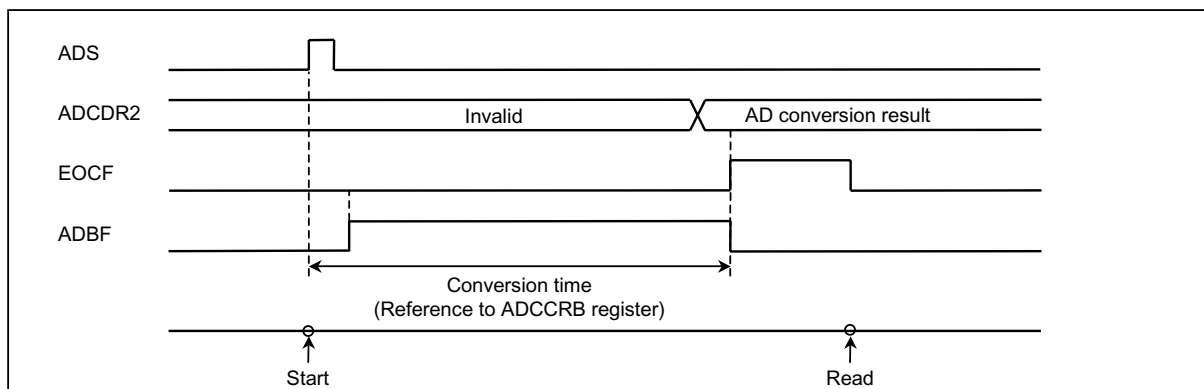 ADS
ADCDR2
Invalid
AD conversion result
EOCF
ADBF
Conversion time
(Reference to ADCCRB register)
Start
Read